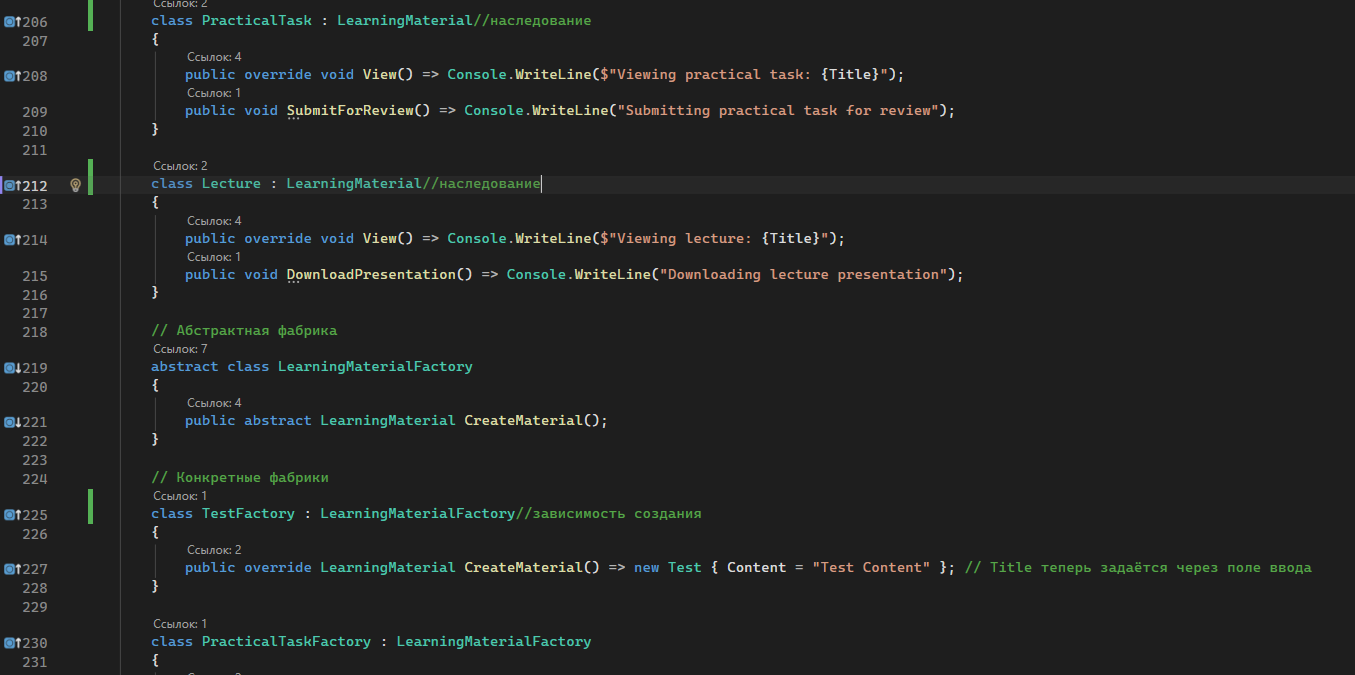 Ссылок: 2
206 class PracticalTask : LearningMaterial//наследование
207 {
Ссылок: 4
208 public override void View() => Console.WriteLine($"Viewing practical task: {Title}");
Ссылок: 1
209 public void SubmitForReview() => Console.WriteLine("Submitting practical task for review");
210 }
211
Ссылок: 2
212 class Lecture : LearningMaterial//наследование
213 {
Ссылок: 4
214 public override void View() => Console.WriteLine($"Viewing lecture: {Title}");
Ссылок: 1
215 public void DownloadPresentation() => Console.WriteLine("Downloading lecture presentation");
216 }
217
218 // Абстрактная фабрика
Ссылок: 7
219 abstract class LearningMaterialFactory
220 {
Ссылок: 4
221 public abstract LearningMaterial CreateMaterial();
222 }
223
224 // Конкретные фабрики
Ссылок: 1
225 class TestFactory : LearningMaterialFactory//зависимость создания
226 {
Ссылок: 2
227 public override LearningMaterial CreateMaterial() => new Test { Content = "Test Content" }; // Title теперь задаётся через поле ввода
228 }
229
Ссылок: 1
230 class PracticalTaskFactory : LearningMaterialFactory
231 {